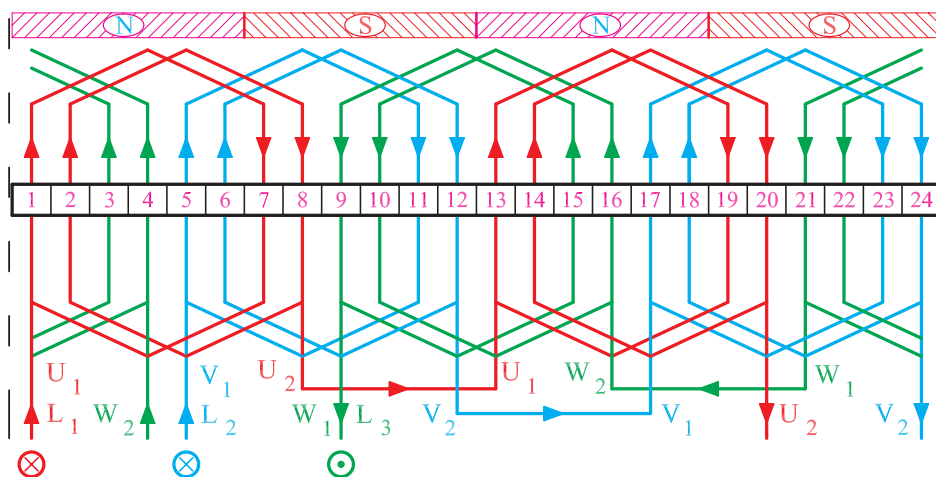 N S N S
1 2 3 4 5 6 7 8 9 10 11 12 13 14 15 16 17 18 19 20 21 22 23 24
U1 V1 U2 U1 W2 W1
L1 W2 L2 W1 L3 V2 V1 U2 V2